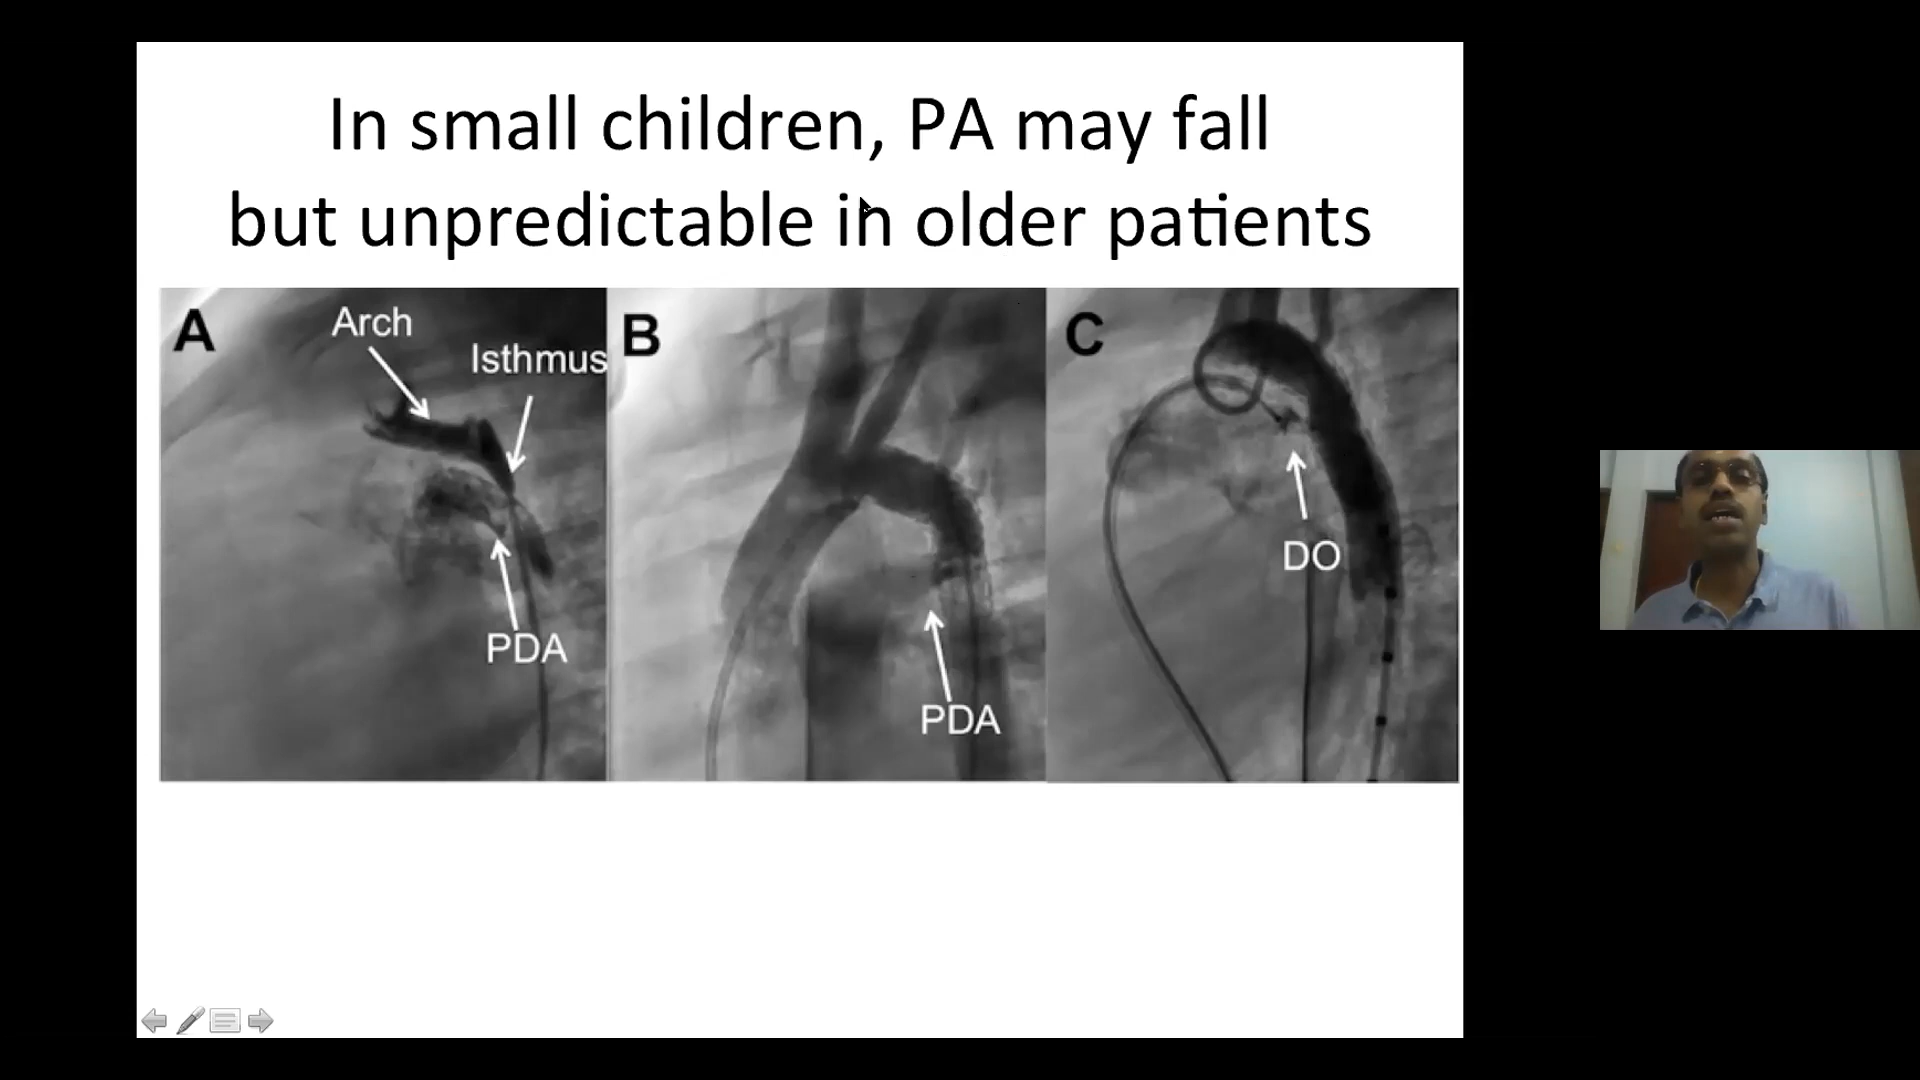 In small children, PA may fall
but unpredictable in older patients
A
Arch
Isthmus
PDA
B
PDA
C
DO